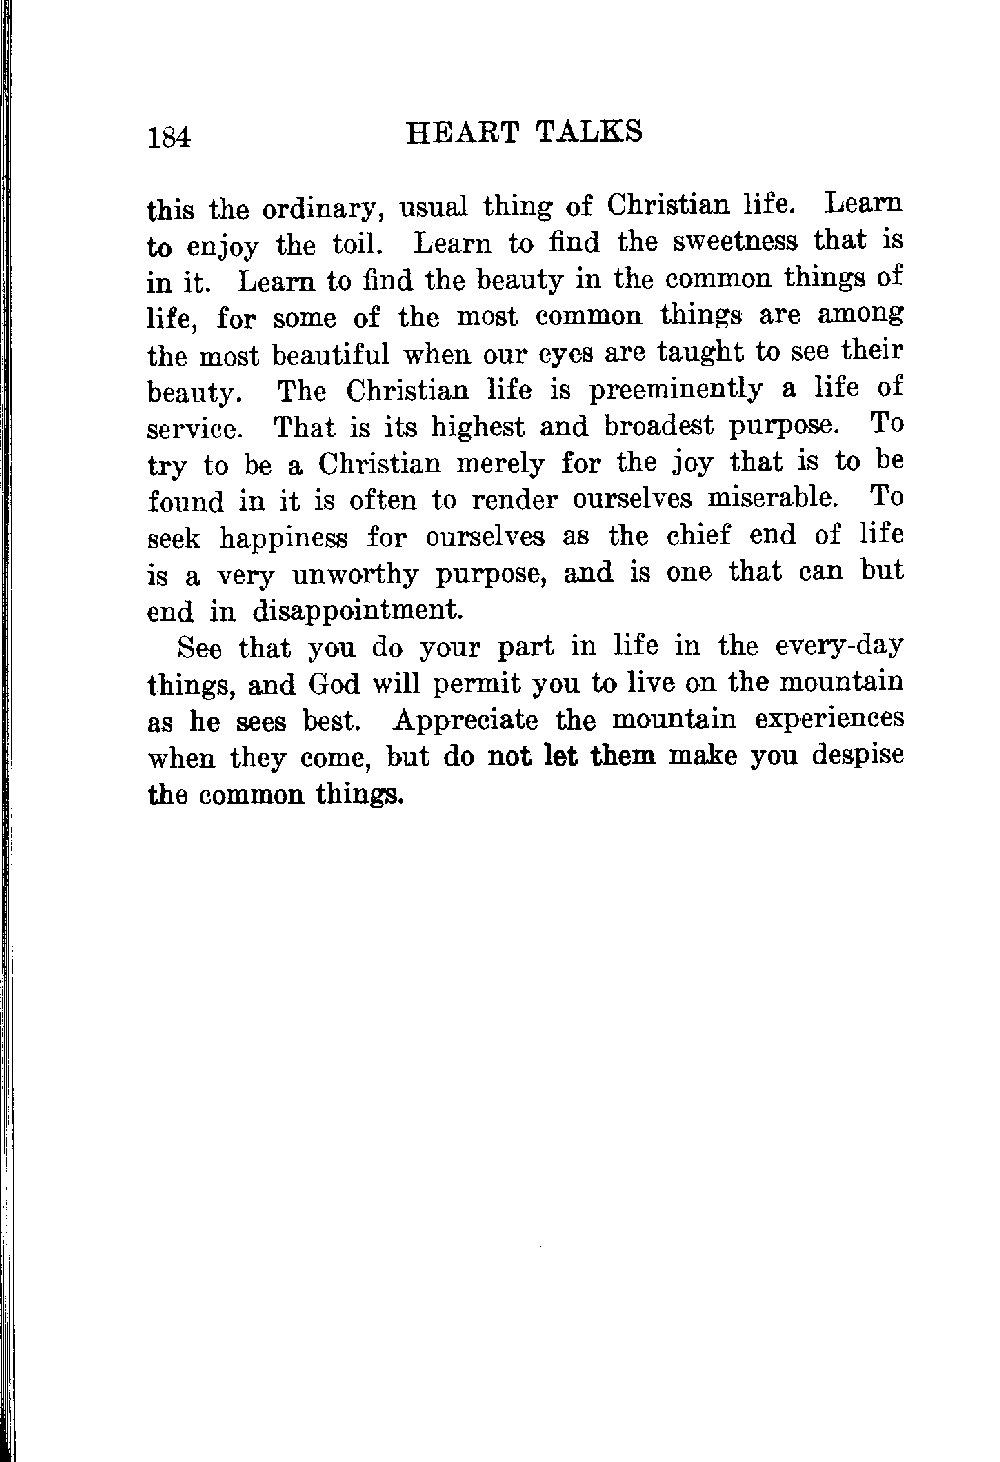 184 HEART TALKS
this the ordinary, usual thing of Christian life. Learn
to enjoy the toil. Learn to find the sweetness that is
in it. Learn to find the beauty in the common things of
life, for some of the most common things are among
the most beautiful when our eyes are taught to see their
beauty. The Christian life is preeminently a life of
service. That is its highest and broadest purpose. To
try to be a Christian merely for the joy that is to be
found in it is often to render ourselves miserable. To
seek happiness for ourselves as the chief end of life
is a very unworthy purpose, and is one that can but
end in disappointment.
See that you do your part in life in the every-day
things, and God will permit you to live on the mountain
as he sees best. Appreciate the mountain experiences
when they come, but do not let them make you despise
the common things.